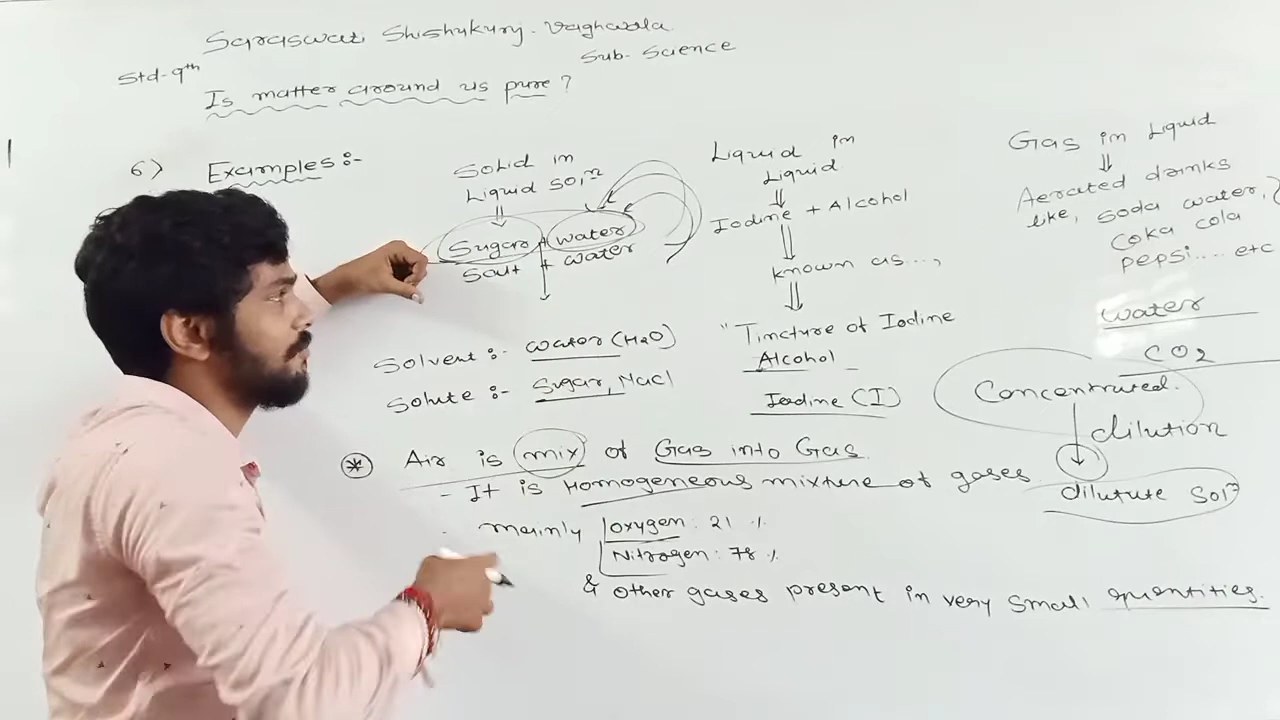 Saraswati Shishukunj - Vaghwala
Std-9th
Sub- Science
Is matter around us pure?
6) Examples :-
Solid in
Liquid sol,n
Sugar + water
Salt + water
Solvent :- water (H2O)
Solute :- Sugar, Nacl
Liquid in
Liquid
Iodine + Alcohol
known as ..,
"Tincture of Iodine
Alcohol
Iodine (I)
Gas in Liquid
Aerated drinks
like, soda water,
Coka cola
pepsi .... etc
water
CO2
Concentrated.
dilution
dilutute Soln
* Air is mix of Gas into Gas
- It is Homogeneous mixture of gases
- mainly oxygen : 21 %
Nitrogen : 78 %
& other gases present in very small quantities.